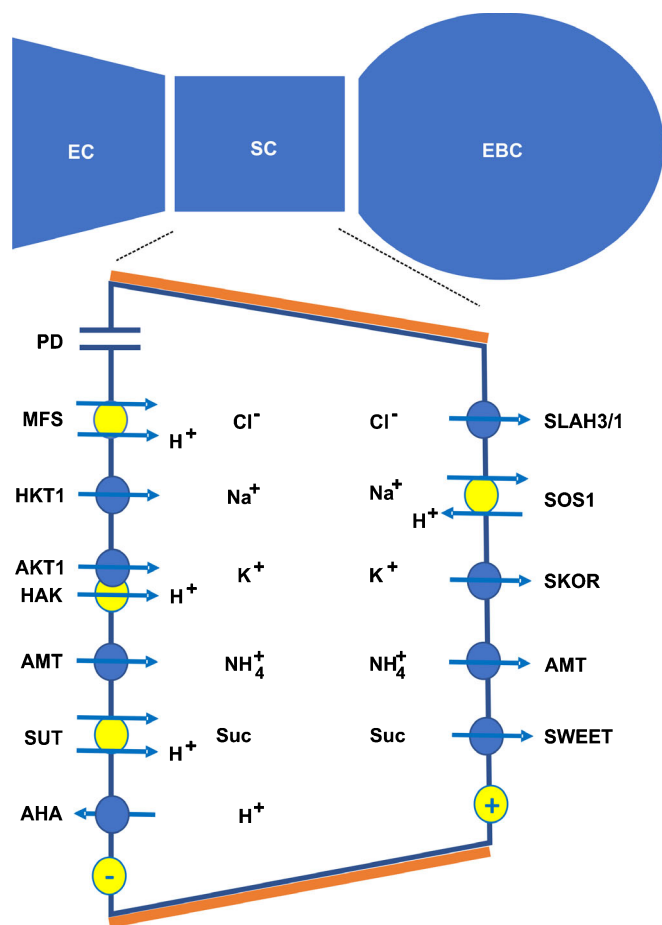 EC SC EBC
PD
MFS Cl⁻ Cl⁻ SLAH3/1
H⁺
HKT1 Na⁺ Na⁺ SOS1
H⁺
AKT1 K⁺ K⁺ SKOR
HAK H⁺
AMT NH₄⁺ NH₄⁺ AMT
SUT Suc Suc SWEET
H⁺
AHA H⁺ +
-